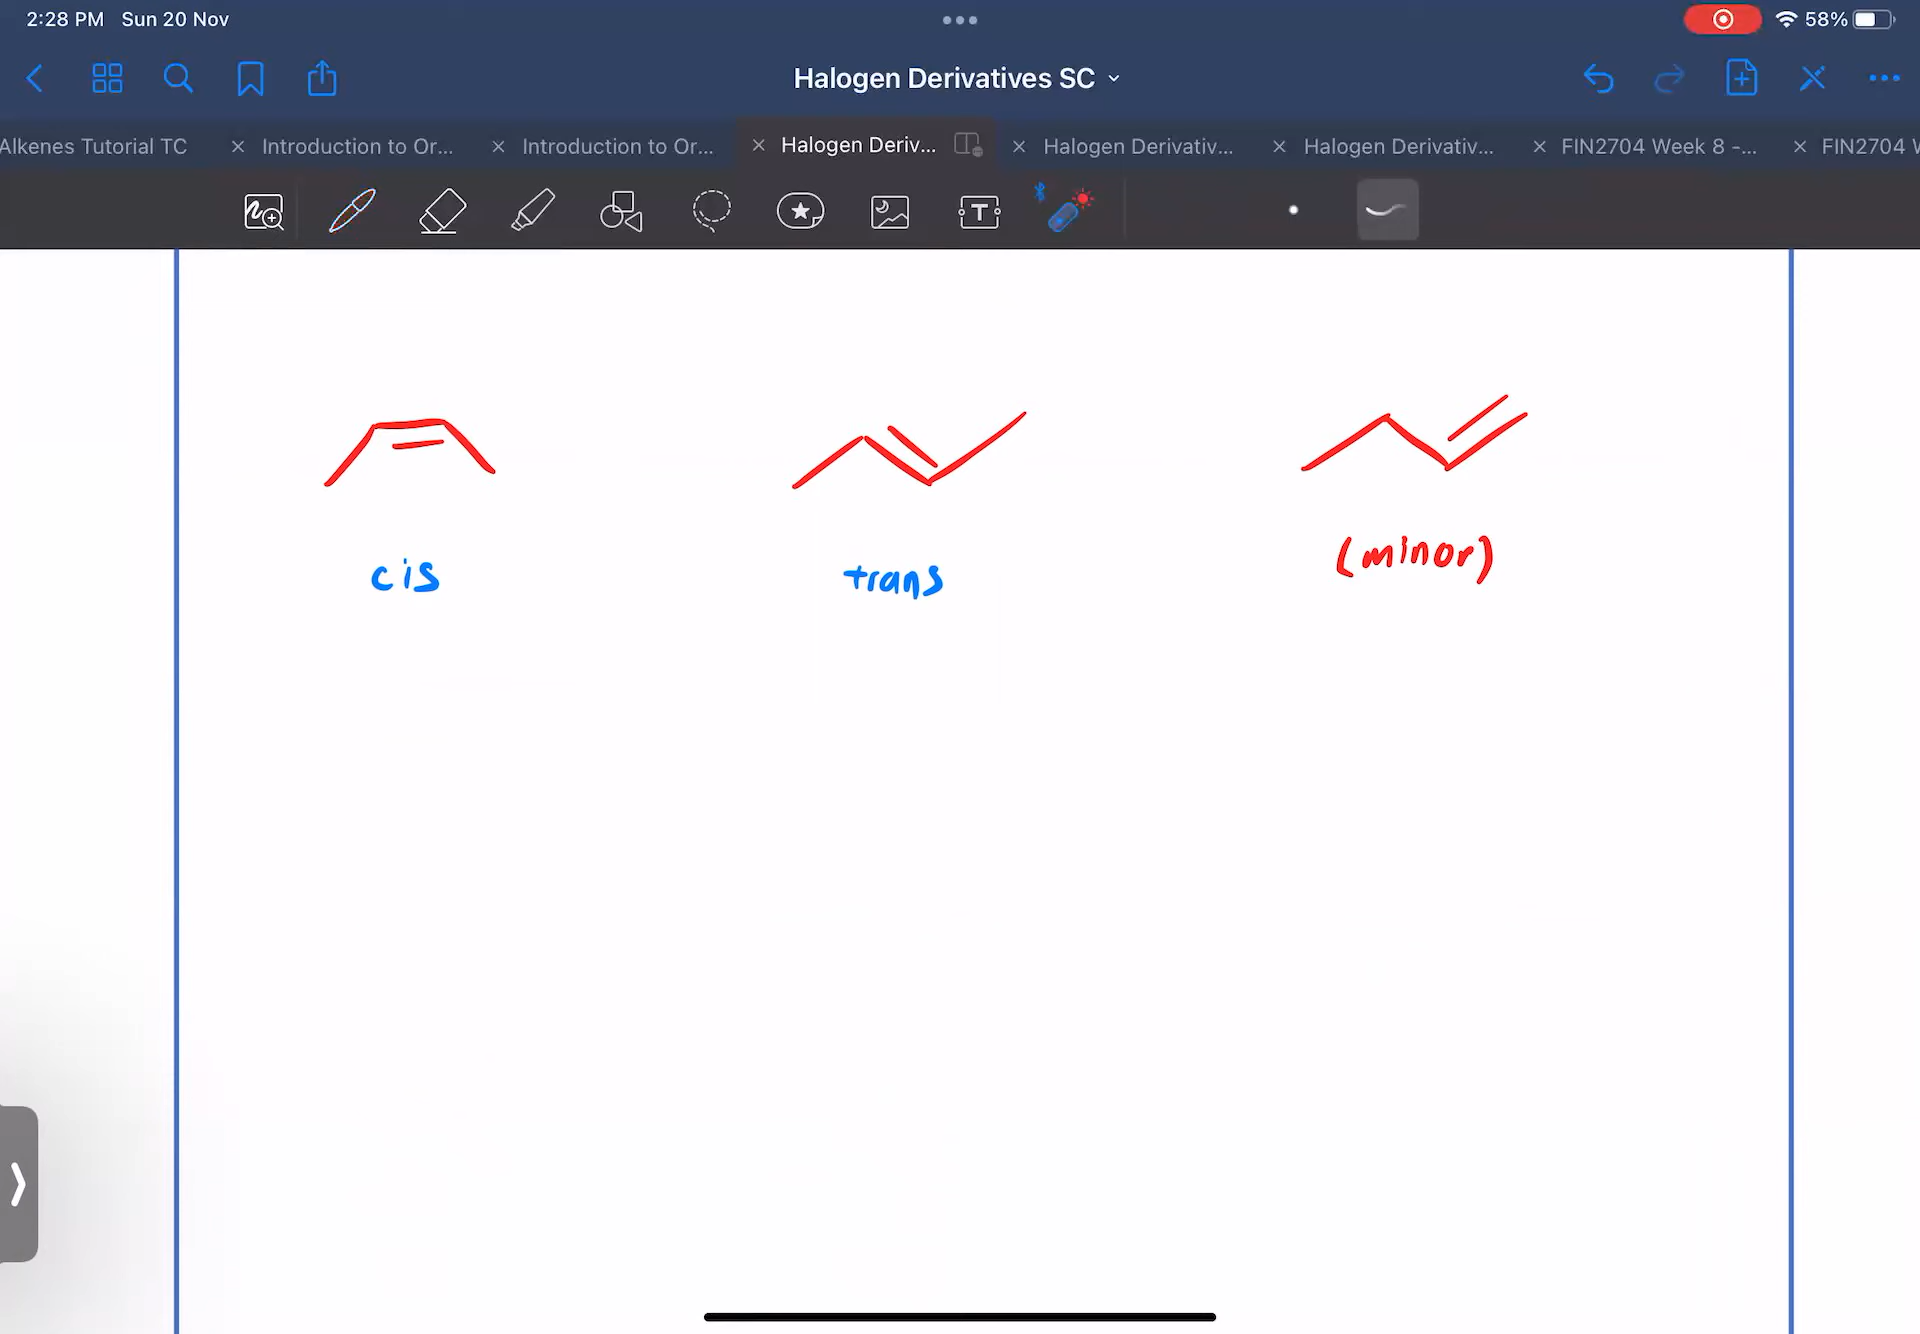 2:28 PM Sun 20 Nov
58%
Halogen Derivatives SC
Alkenes Tutorial TC
Introduction to Or...
Introduction to Or...
Halogen Deriv...
Halogen Derivativ...
Halogen Derivativ...
FIN2704 Week 8 -...
FIN2704 W
T
cis
trans
(minor)